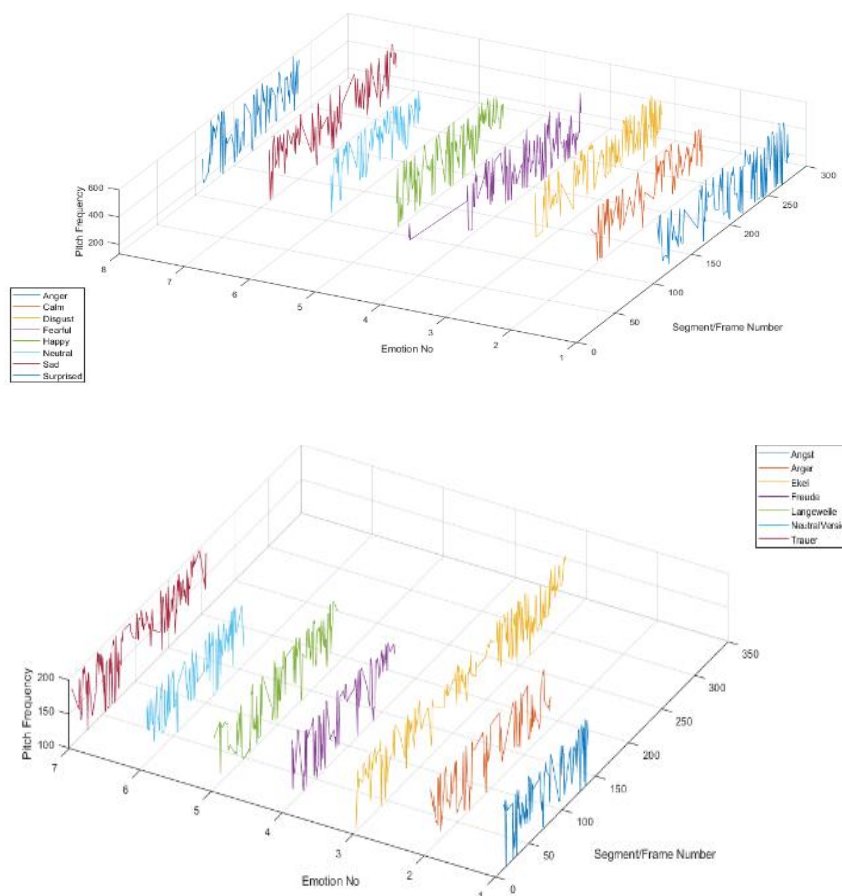 600
400
200
Pitch Frequency
8
7
6
5
4
3
2
1
Emotion No
0
50
100
150
200
250
300
Segment/Frame Number
Anger
Calm
Disgust
Fearful
Happy
Neutral
Sad
Surprised
Angst
Arger
Ekel
Freude
Langeweile
NeutralVersio
Trauer
200
150
100
Pitch Frequency
7
6
5
4
3
2
1
Emotion No
0
50
100
150
200
250
300
350
Segment/Frame Number